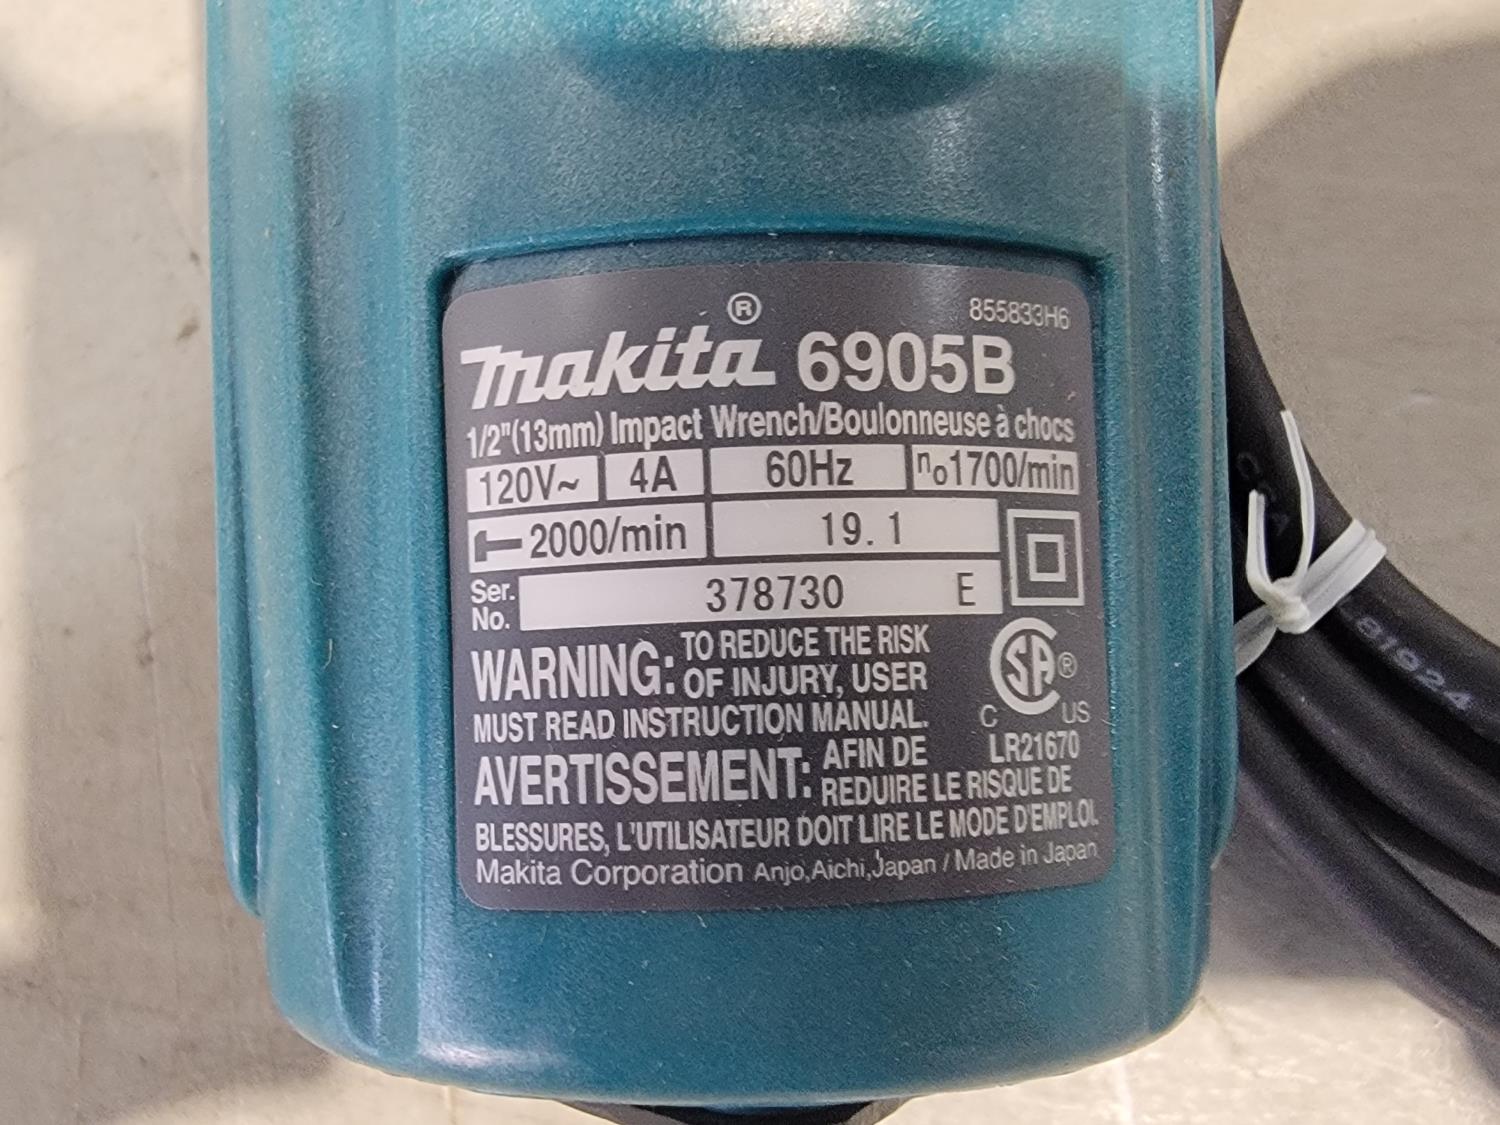 855833H6
makita® 6905B
1/2"(13mm) Impact Wrench/Boulonneuse à chocs
120V~ 4A 60Hz n₀1700/min
2000/min 19.1
Ser. No. 378730 E
WARNING: TO REDUCE THE RISK
OF INJURY, USER
MUST READ INSTRUCTION MANUAL.
AVERTISSEMENT: AFIN DE
REDUIRE LE RISQUE DE
BLESSURES, L'UTILISATEUR DOIT LIRE LE MODE D'EMPLOI.
Makita Corporation Anjo,Aichi,Japan / Made in Japan
SA®
C US
LR21670
81924